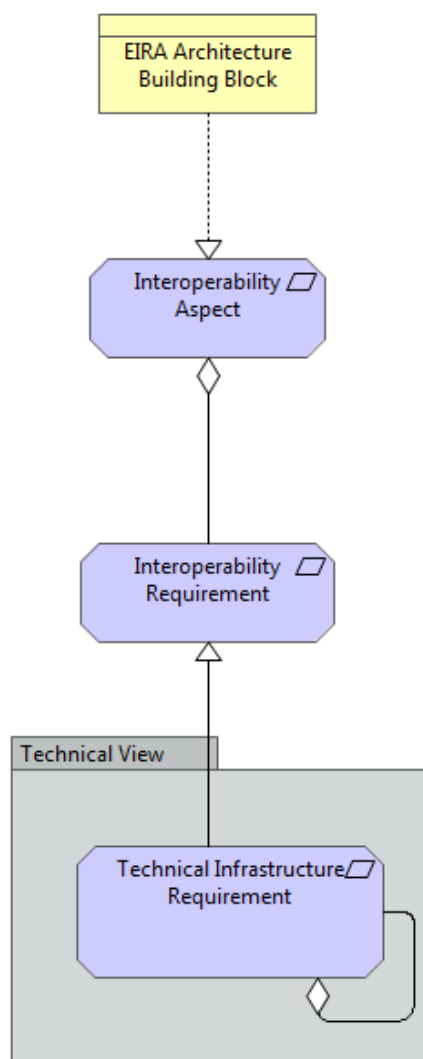 EIRA Architecture
Building Block
Interoperability
Aspect
Interoperability
Requirement
Technical View
Technical Infrastructure
Requirement